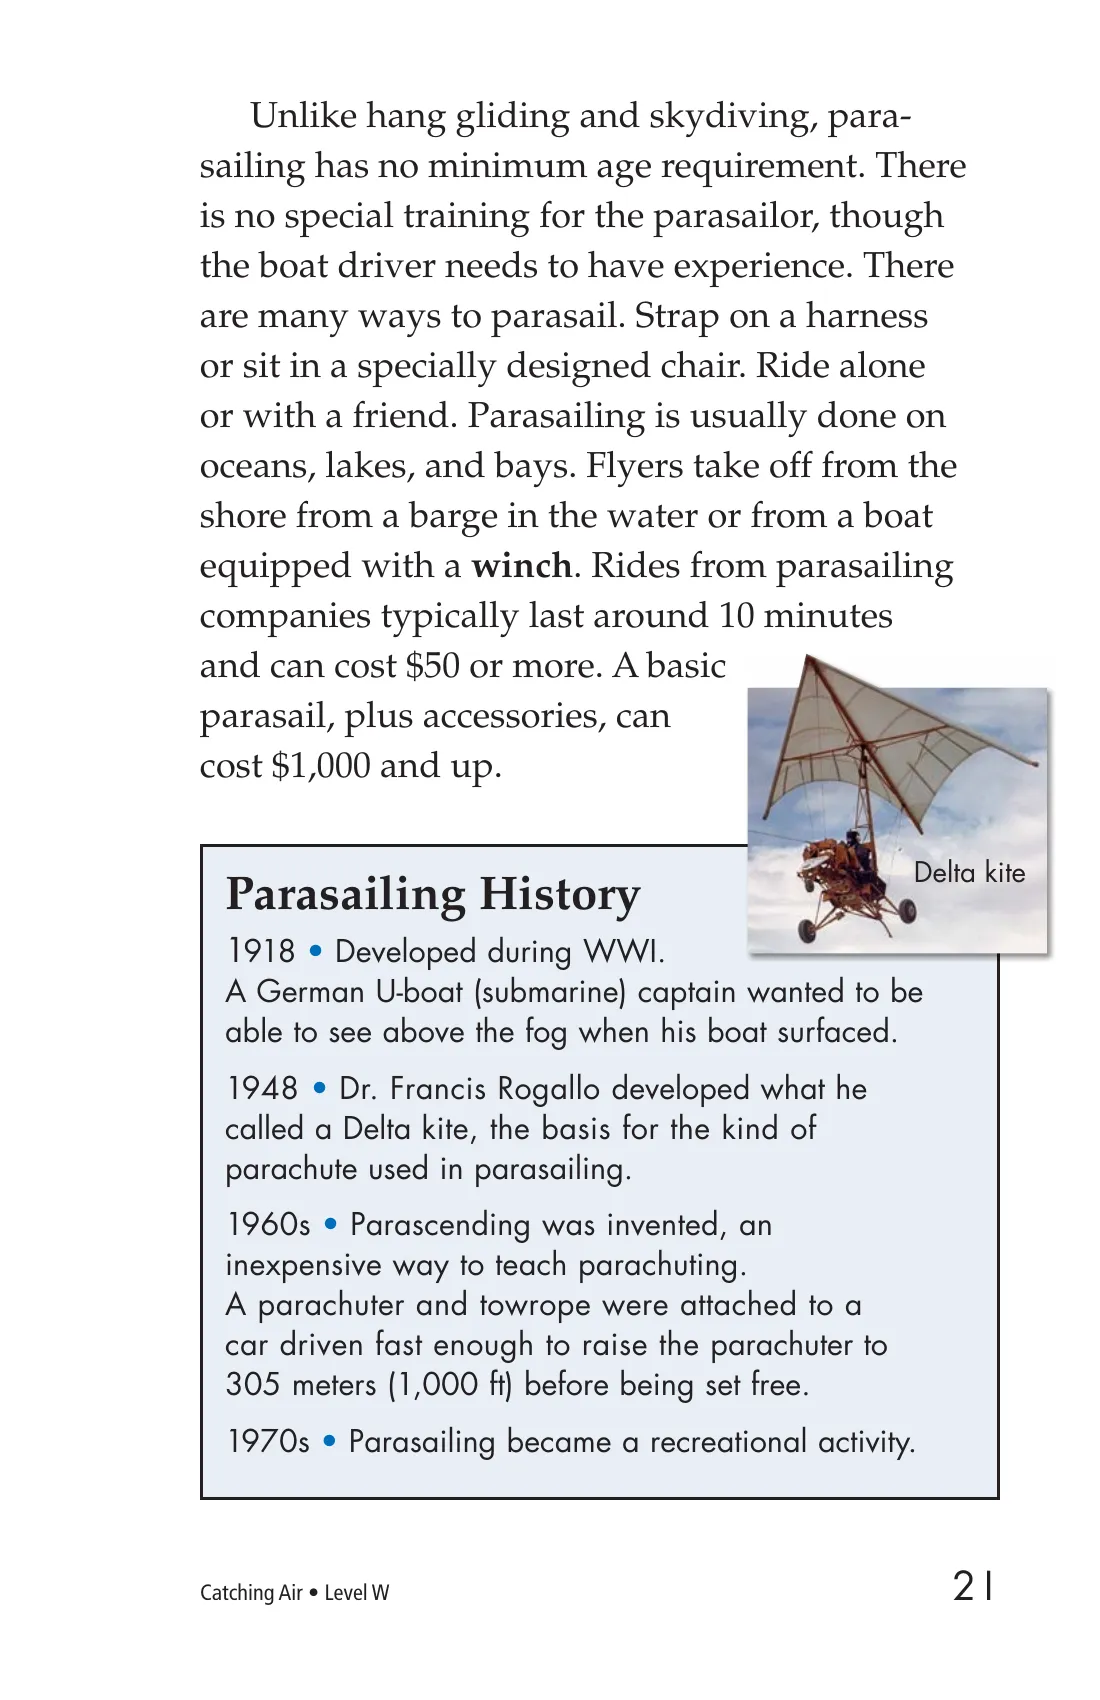 Unlike hang gliding and skydiving, para-
sailing has no minimum age requirement. There
is no special training for the parasailor, though
the boat driver needs to have experience. There
are many ways to parasail. Strap on a harness
or sit in a specially designed chair. Ride alone
or with a friend. Parasailing is usually done on
oceans, lakes, and bays. Flyers take off from the
shore from a barge in the water or from a boat
equipped with a winch. Rides from parasailing
companies typically last around 10 minutes
and can cost $50 or more. A basic
parasail, plus accessories, can
cost $1,000 and up.
Delta kite
Parasailing History
1918 • Developed during WWI.
A German U-boat (submarine) captain wanted to be
able to see above the fog when his boat surfaced.
1948 • Dr. Francis Rogallo developed what he
called a Delta kite, the basis for the kind of
parachute used in parasailing.
1960s • Parascending was invented, an
inexpensive way to teach parachuting.
A parachuter and towrope were attached to a
car driven fast enough to raise the parachuter to
305 meters (1,000 ft) before being set free.
1970s • Parasailing became a recreational activity.
Catching Air • Level W
21